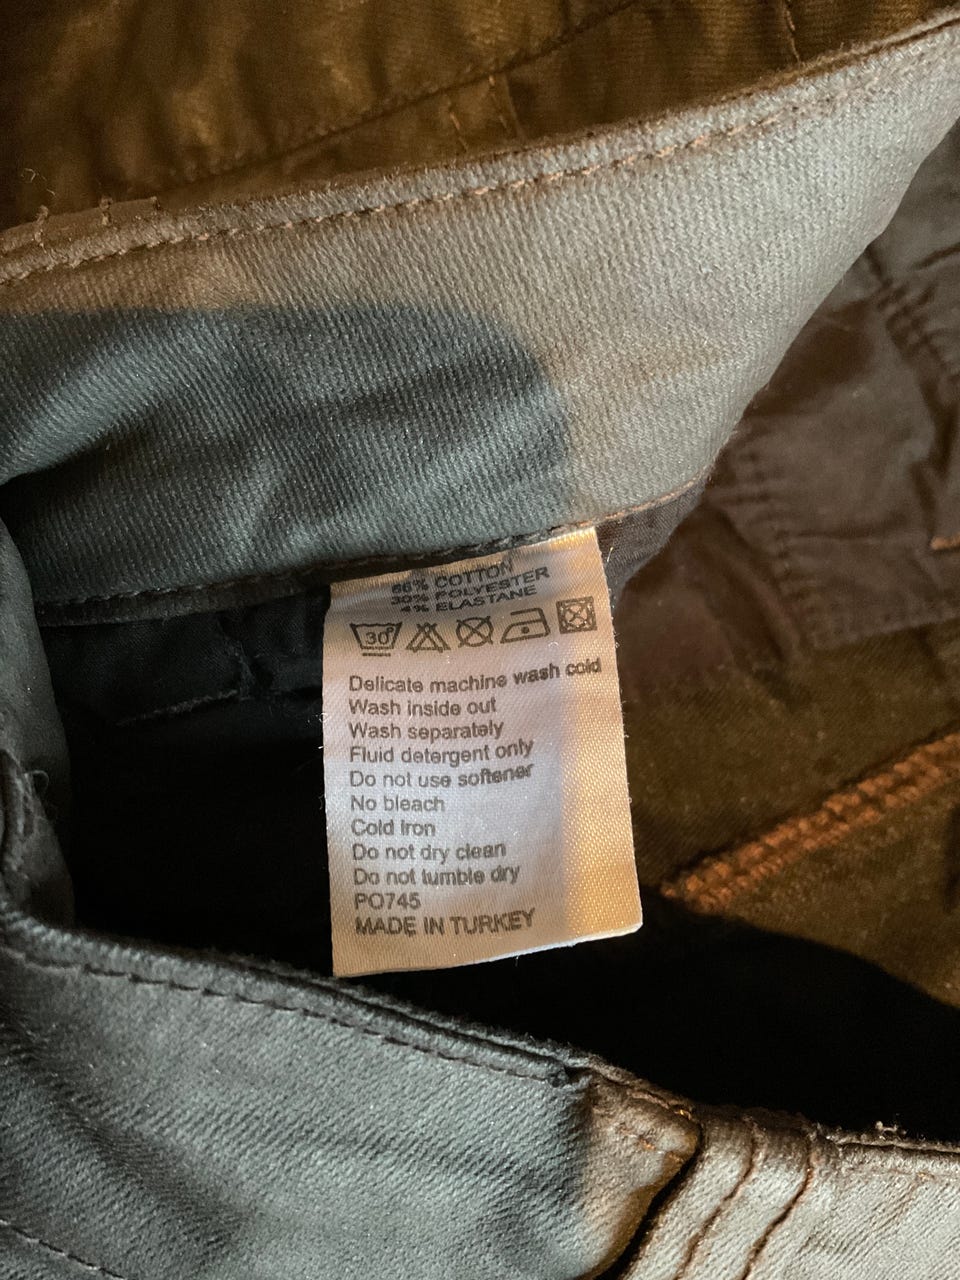 66% COTTON
30% POLYESTER
4% ELASTANE
30°
Delicate machine wash cold
Wash inside out
Wash separately
Fluid detergent only
Do not use softener
No bleach
Cold Iron
Do not dry clean
Do not tumble dry
PO745
MADE IN TURKEY